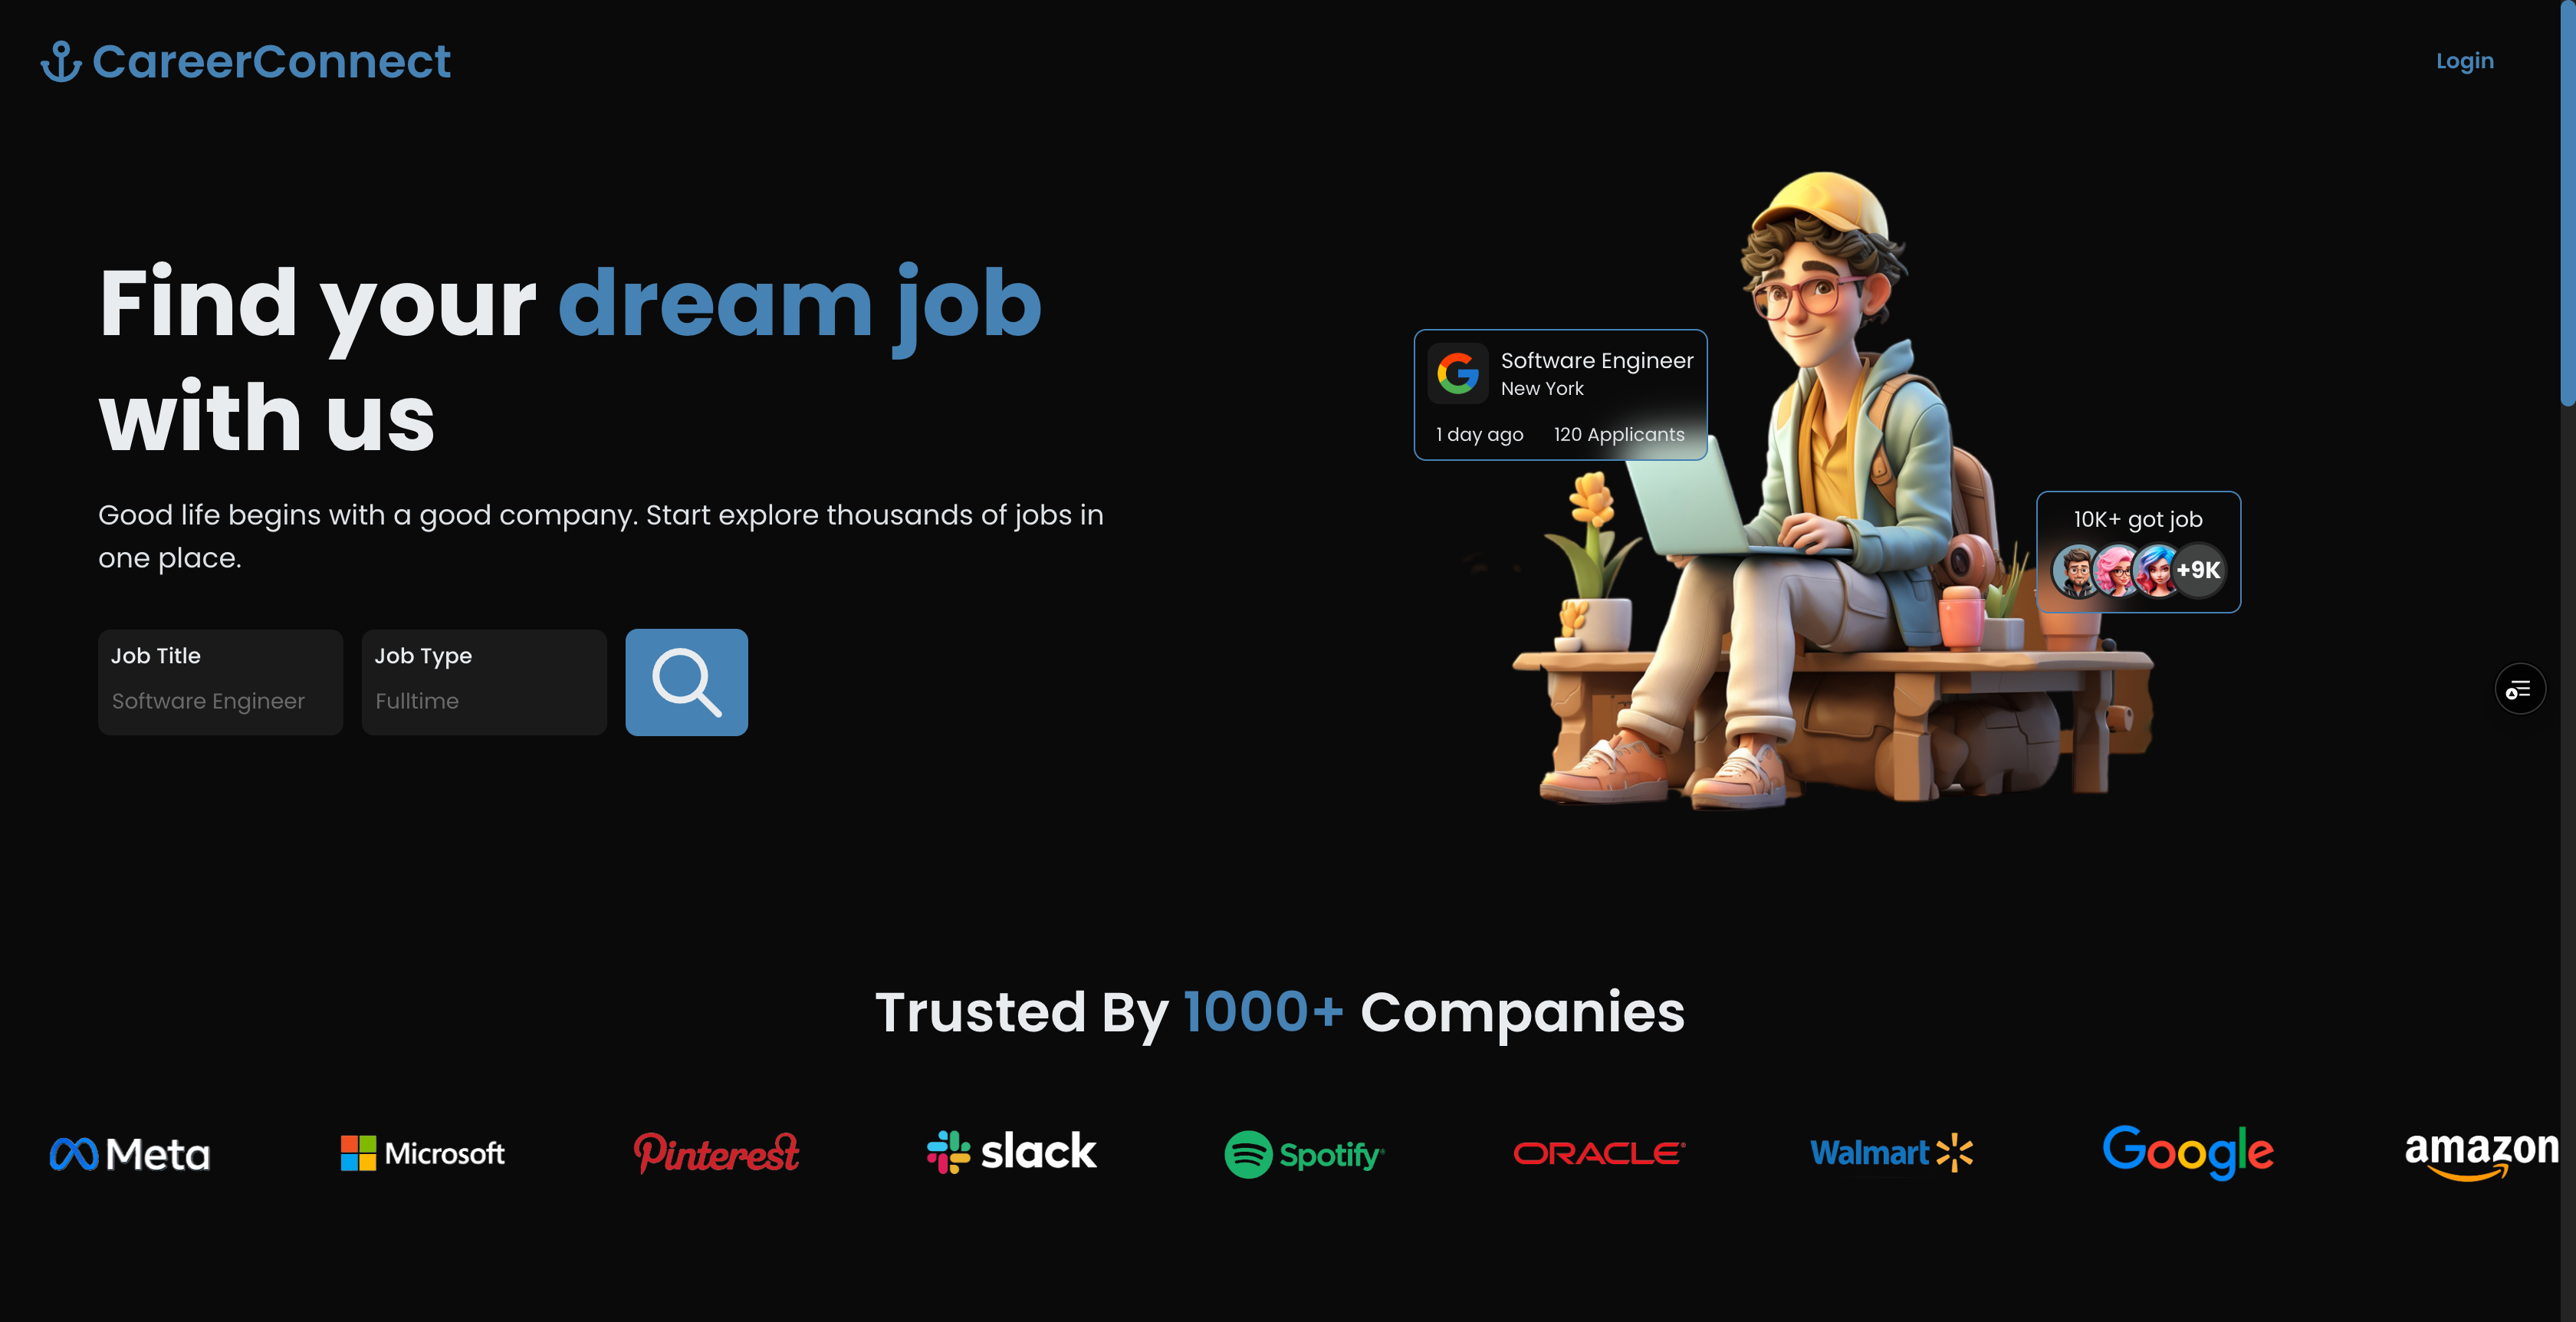 CareerConnect
Login
Find your dream job
with us
Good life begins with a good company. Start explore thousands of jobs in
one place.
Job Title
Software Engineer
Job Type
Fulltime
Software Engineer
New York
1 day ago 120 Applicants
10K+ got job
+9K
Trusted By 1000+ Companies
Meta
Microsoft
Pinterest
slack
Spotify
ORACLE
Walmart
Google
amazon